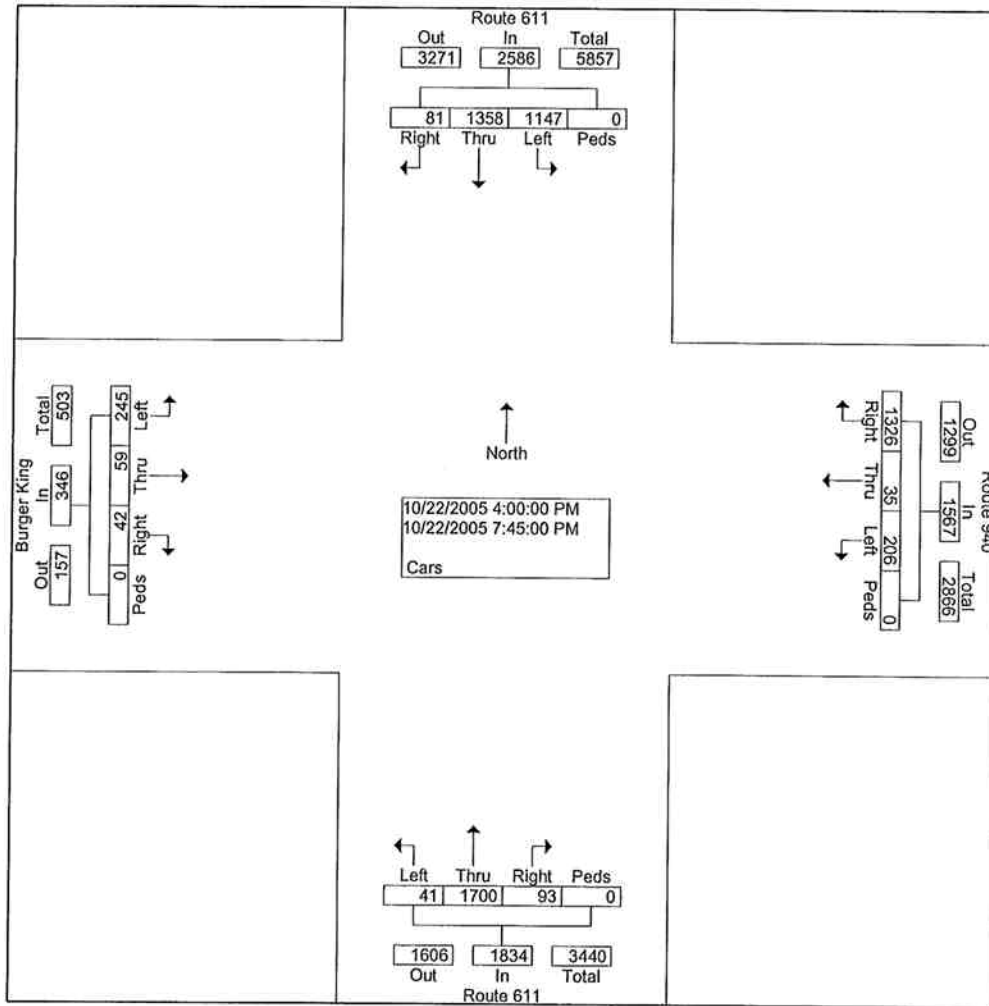 Route 611
Out In Total
3271 2586 5857
81 1358 1147 0
Right Thru Left Peds
Burger King
Total In Out
503 346 157
245 59 42 0
Left Thru Right Peds
North
10/22/2005 4:00:00 PM
10/22/2005 7:45:00 PM
Cars
Route 940
Out In Total
1299 1567 2866
1326 35 206 0
Right Thru Left Peds
Left Thru Right Peds
41 1700 93 0
1606 1834 3440
Out In Total
Route 611